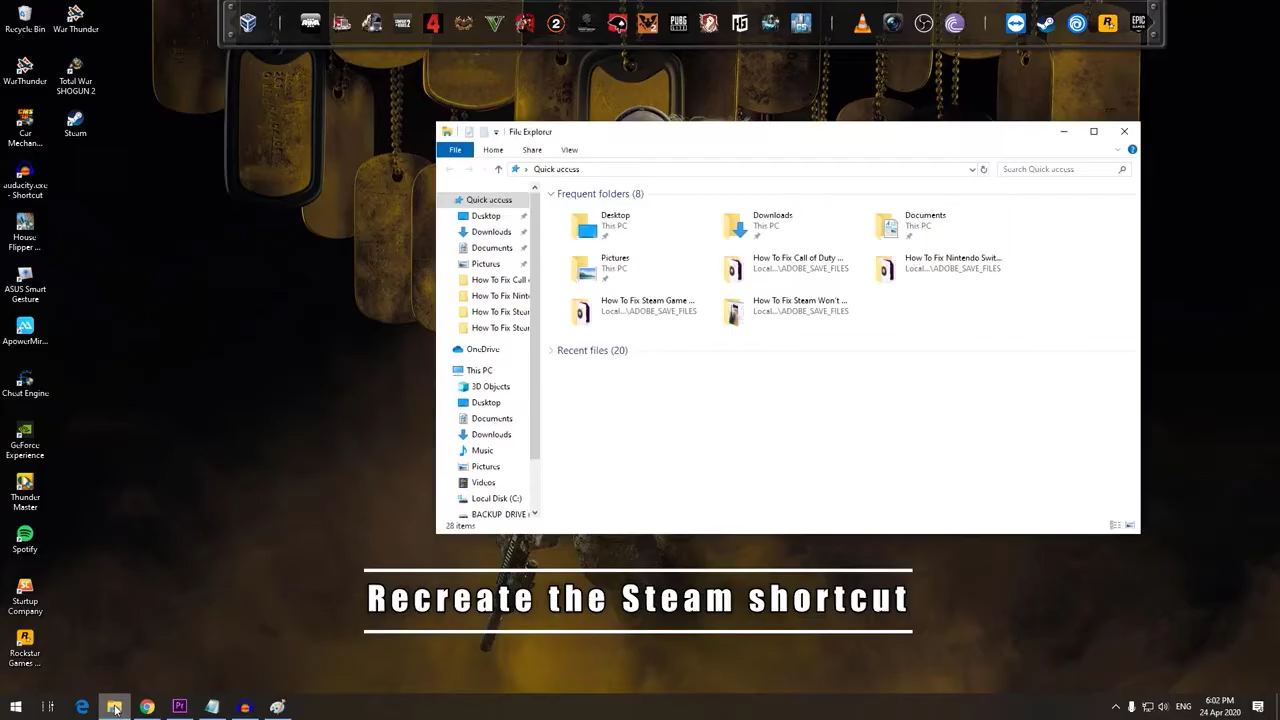 Recycle Bin
War Thunder
WarThunder
Total War
SHOGUN 2
Car
Mechan...
Steam
audacity.exe
- Shortcut
House
Flipper ...
ASUS Smart
Gesture
ApowerMir...
Cheat Engine
GeForce
Experience
Thunder
Master
Spotify
Startup
Company
Rockstar
Games ...
File Explorer
File
Home
Share
View
Quick access
Search Quick access
Quick access
Desktop
Downloads
Documents
Pictures
How To Fix Call
How To Fix Nint
How To Fix Stea
How To Fix Stea
OneDrive
This PC
3D Objects
Desktop
Documents
Downloads
Music
Pictures
Videos
Local Disk (C:)
BACKUP DRIVE (
Frequent folders (8)
Desktop
This PC
Downloads
This PC
Documents
This PC
Pictures
This PC
How To Fix Call of Duty ...
Local...\ADOBE_SAVE_FILES
How To Fix Nintendo Swit...
Local...\ADOBE_SAVE_FILES
How To Fix Steam Game ...
Local...\ADOBE_SAVE_FILES
How To Fix Steam Won't ...
Local...\ADOBE_SAVE_FILES
Recent files (20)
28 items
Recreate the Steam shortcut
ENG
6:02 PM
24 Apr 2020